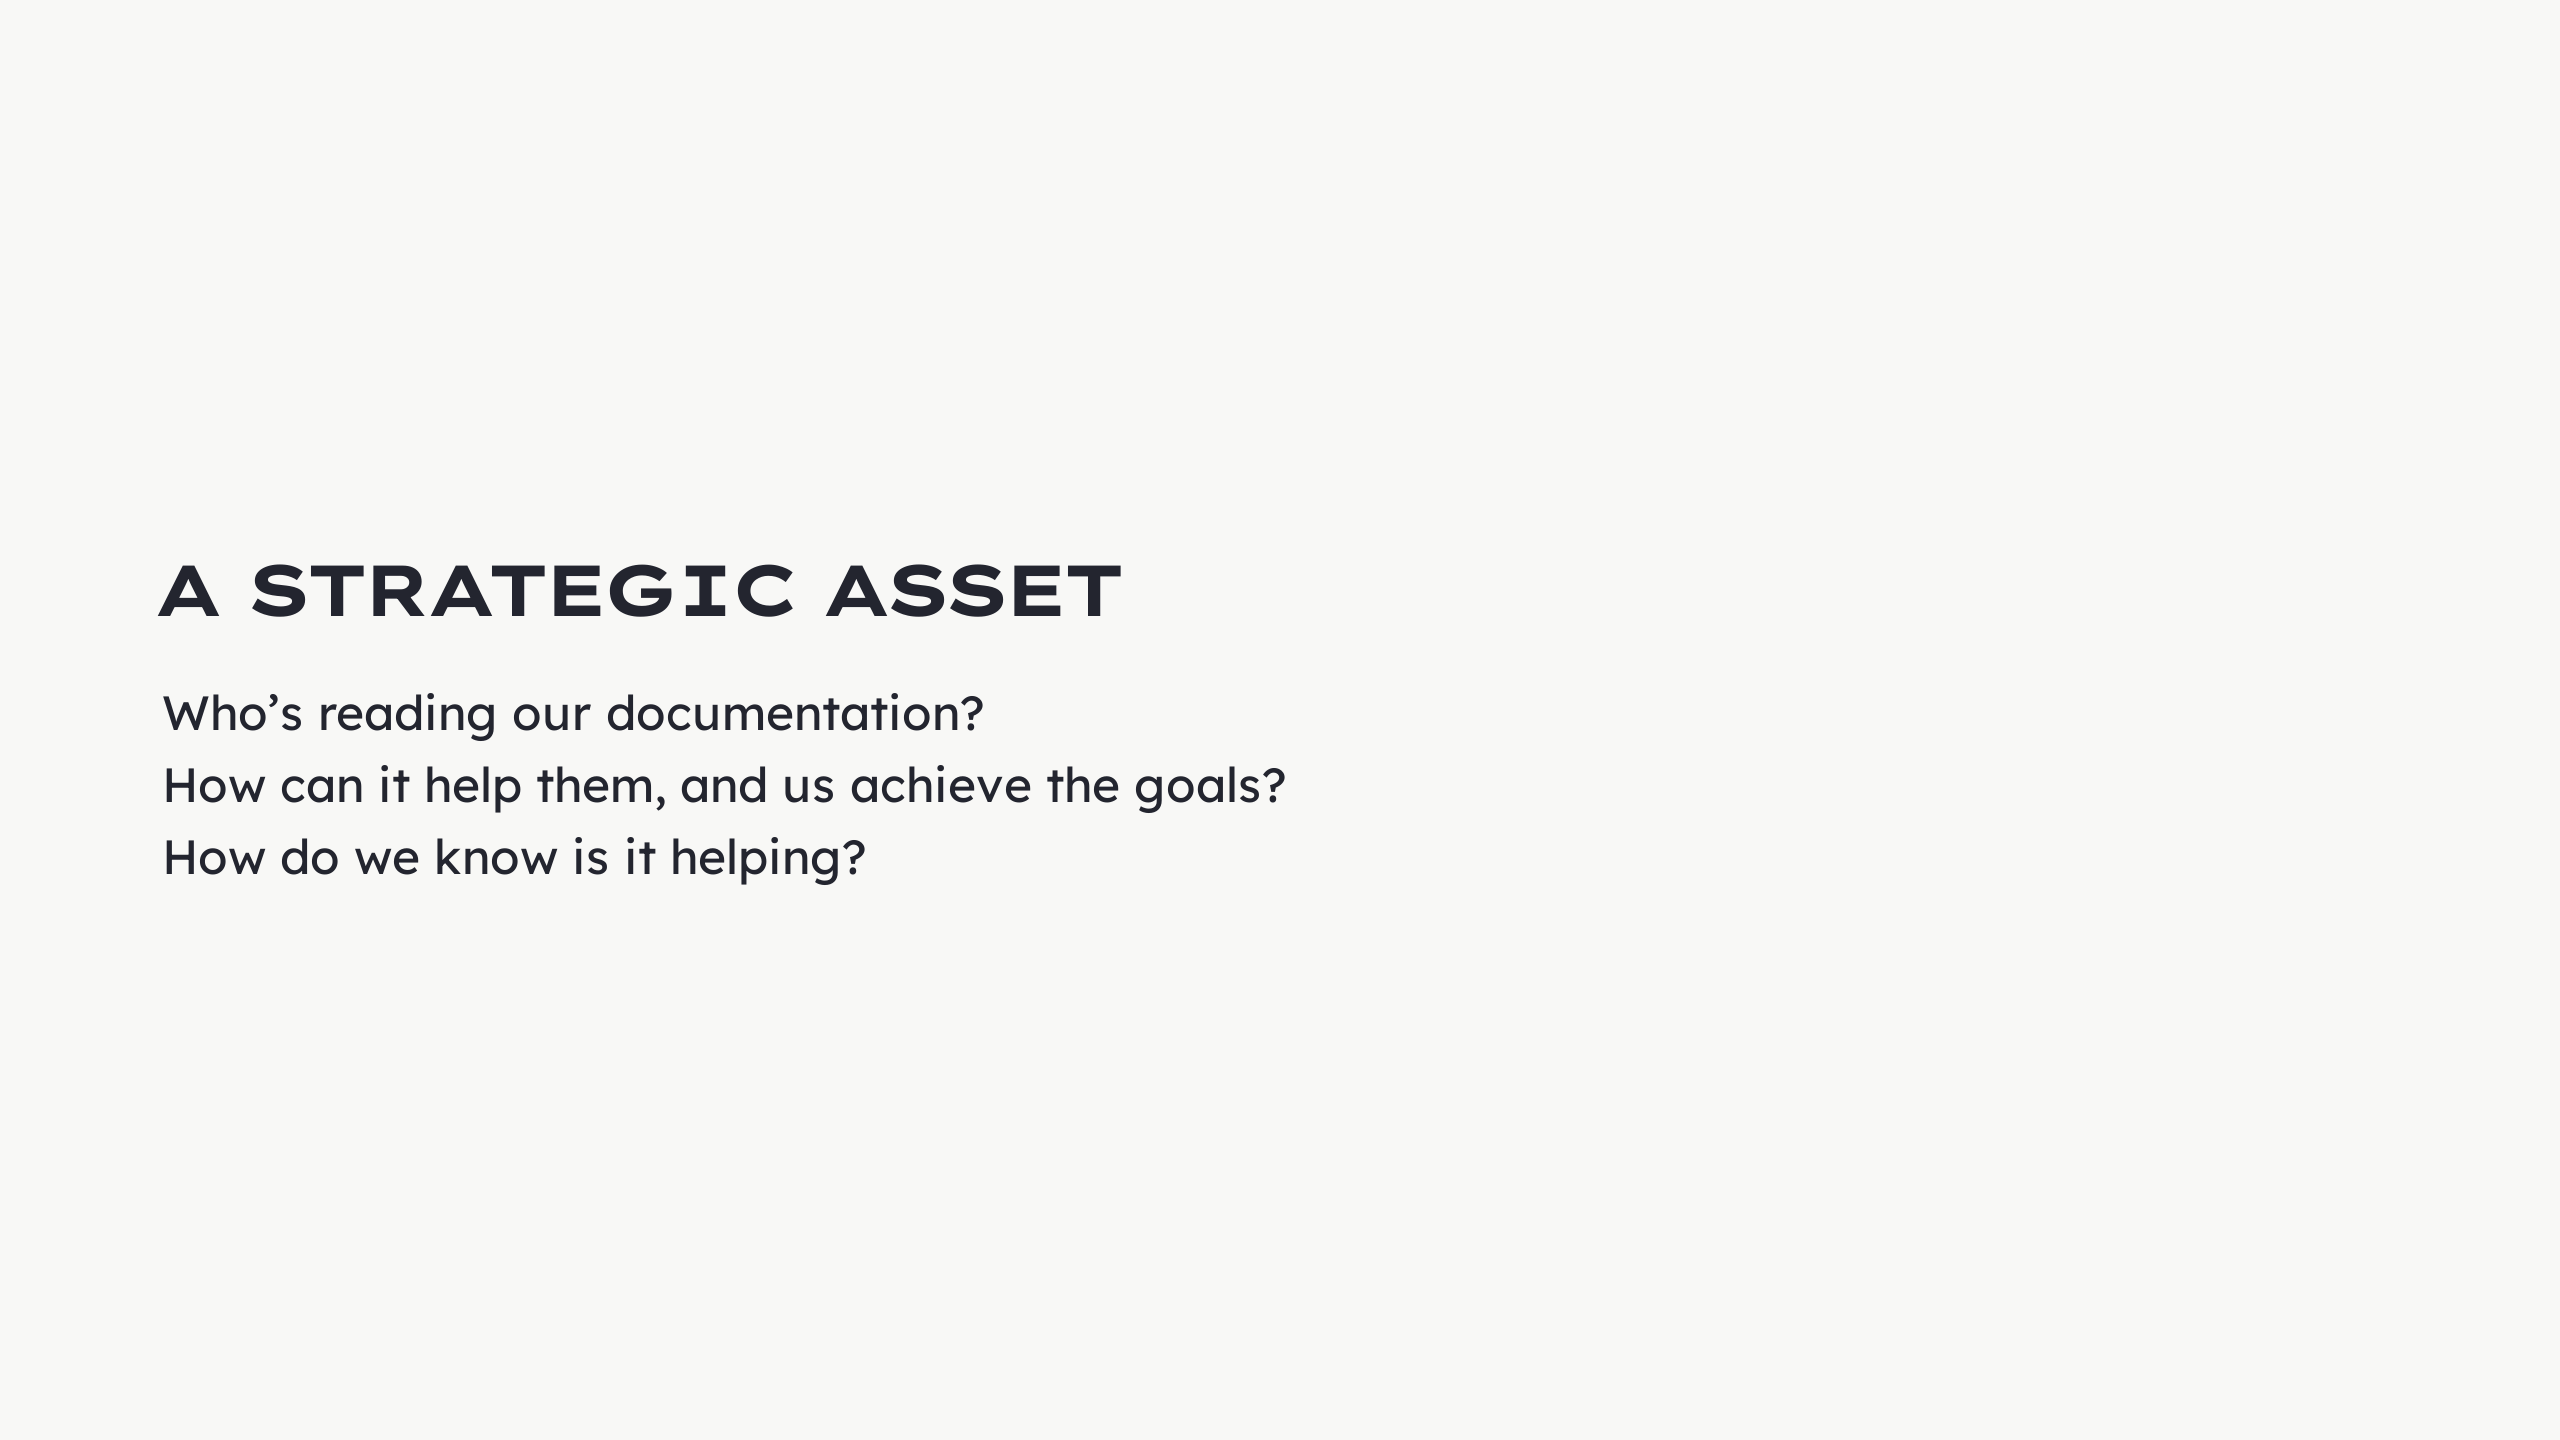 A STRATEGIC ASSET
Who’s reading our documentation?
How can it help them, and us achieve the goals?
How do we know is it helping?